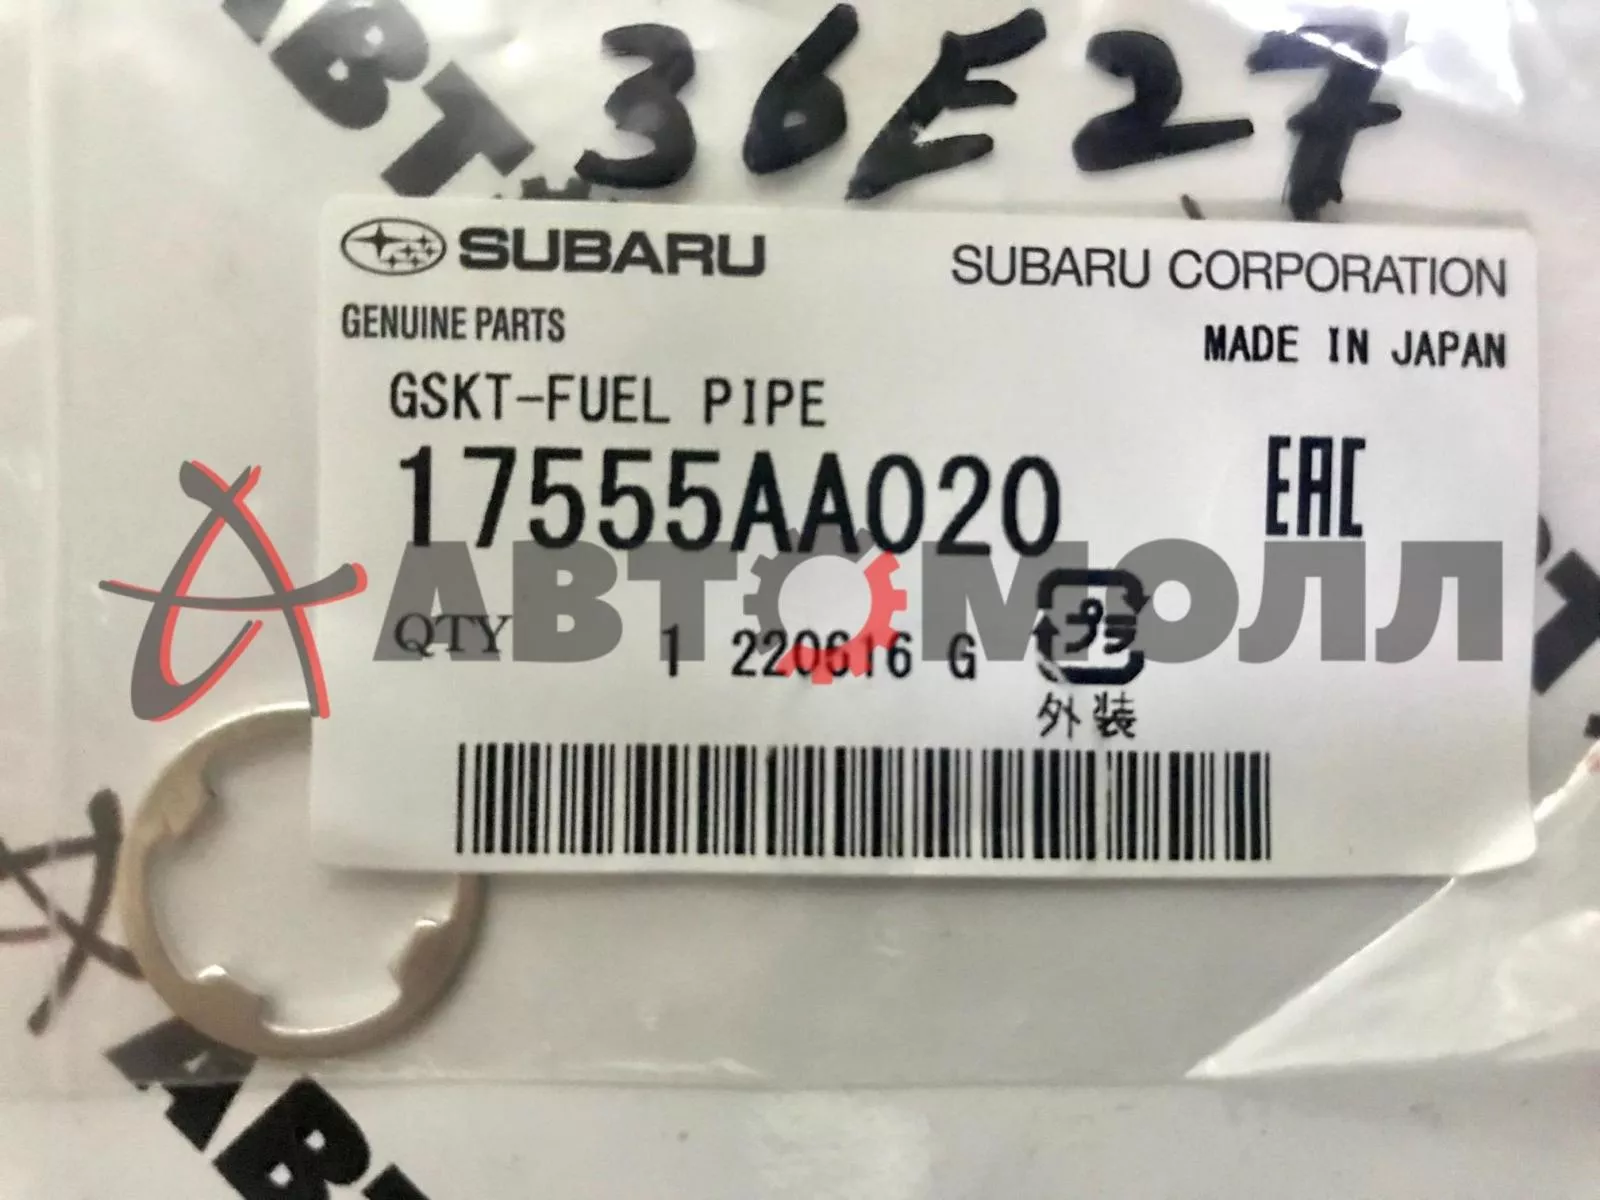 36E27
SUBARU
SUBARU CORPORATION
GENUINE PARTS
MADE IN JAPAN
GSKT-FUEL PIPE
17555AA020
EAC
АВТОМОЛЛ
QTY 1 220616 G
プラ
外装